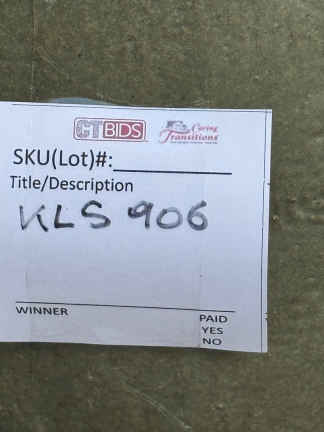 CTBIDS Caring Transitions
SKU(Lot)#:
Title/Description
KLS 906
WINNER PAID
YES
NO